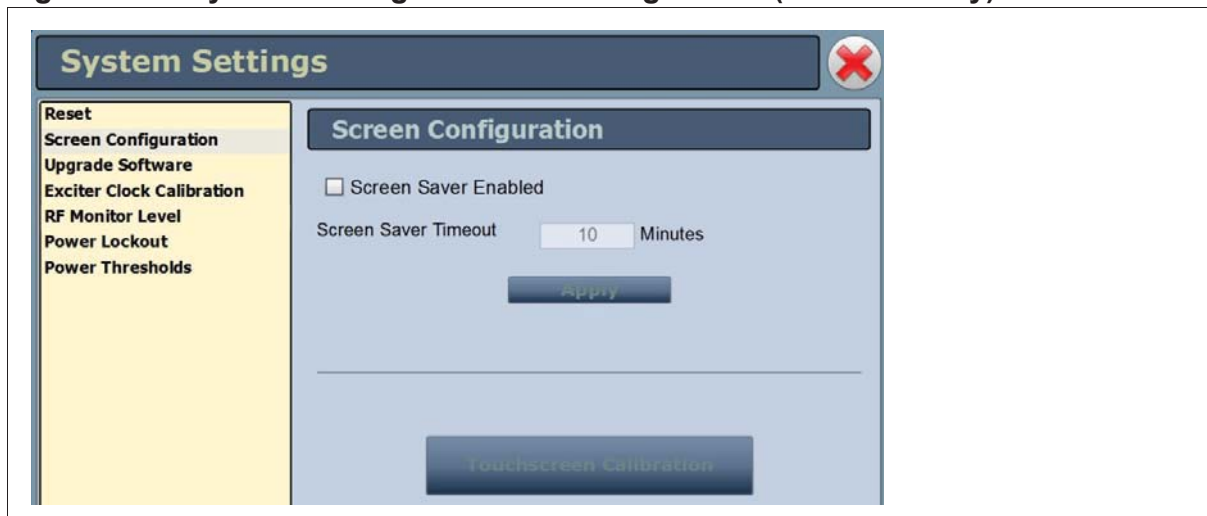 System Settings
Reset
Screen Configuration
Upgrade Software
Exciter Clock Calibration
RF Monitor Level
Power Lockout
Power Thresholds
Screen Configuration
Screen Saver Enabled
Screen Saver Timeout 10 Minutes
Apply
Touchscreen Calibration